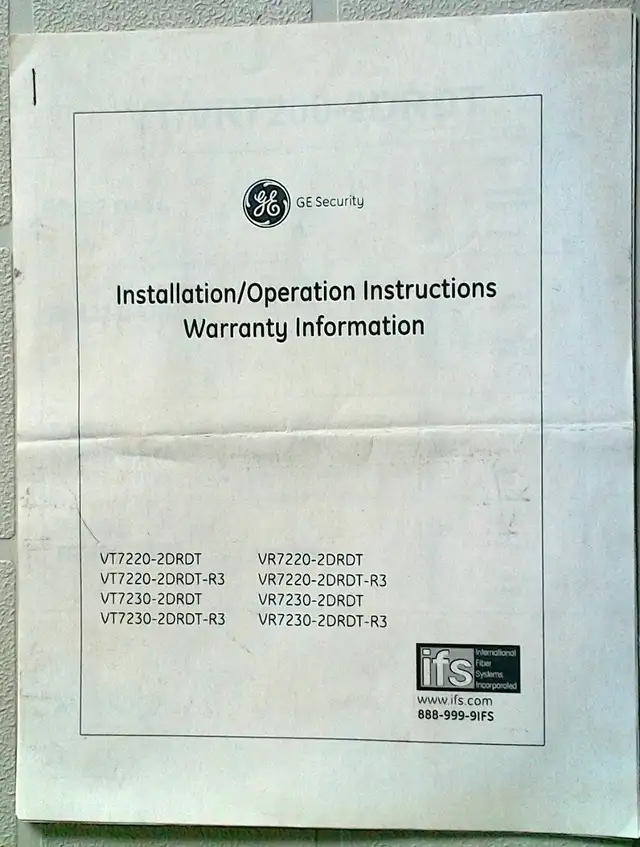 GE Security
Installation/Operation Instructions
Warranty Information
VT7220-2DRDT VR7220-2DRDT
VT7220-2DRDT-R3 VR7220-2DRDT-R3
VT7230-2DRDT VR7230-2DRDT
VT7230-2DRDT-R3 VR7230-2DRDT-R3
ifs
International
Fiber
Systems
Incorporated
www.ifs.com
888-999-9IFS